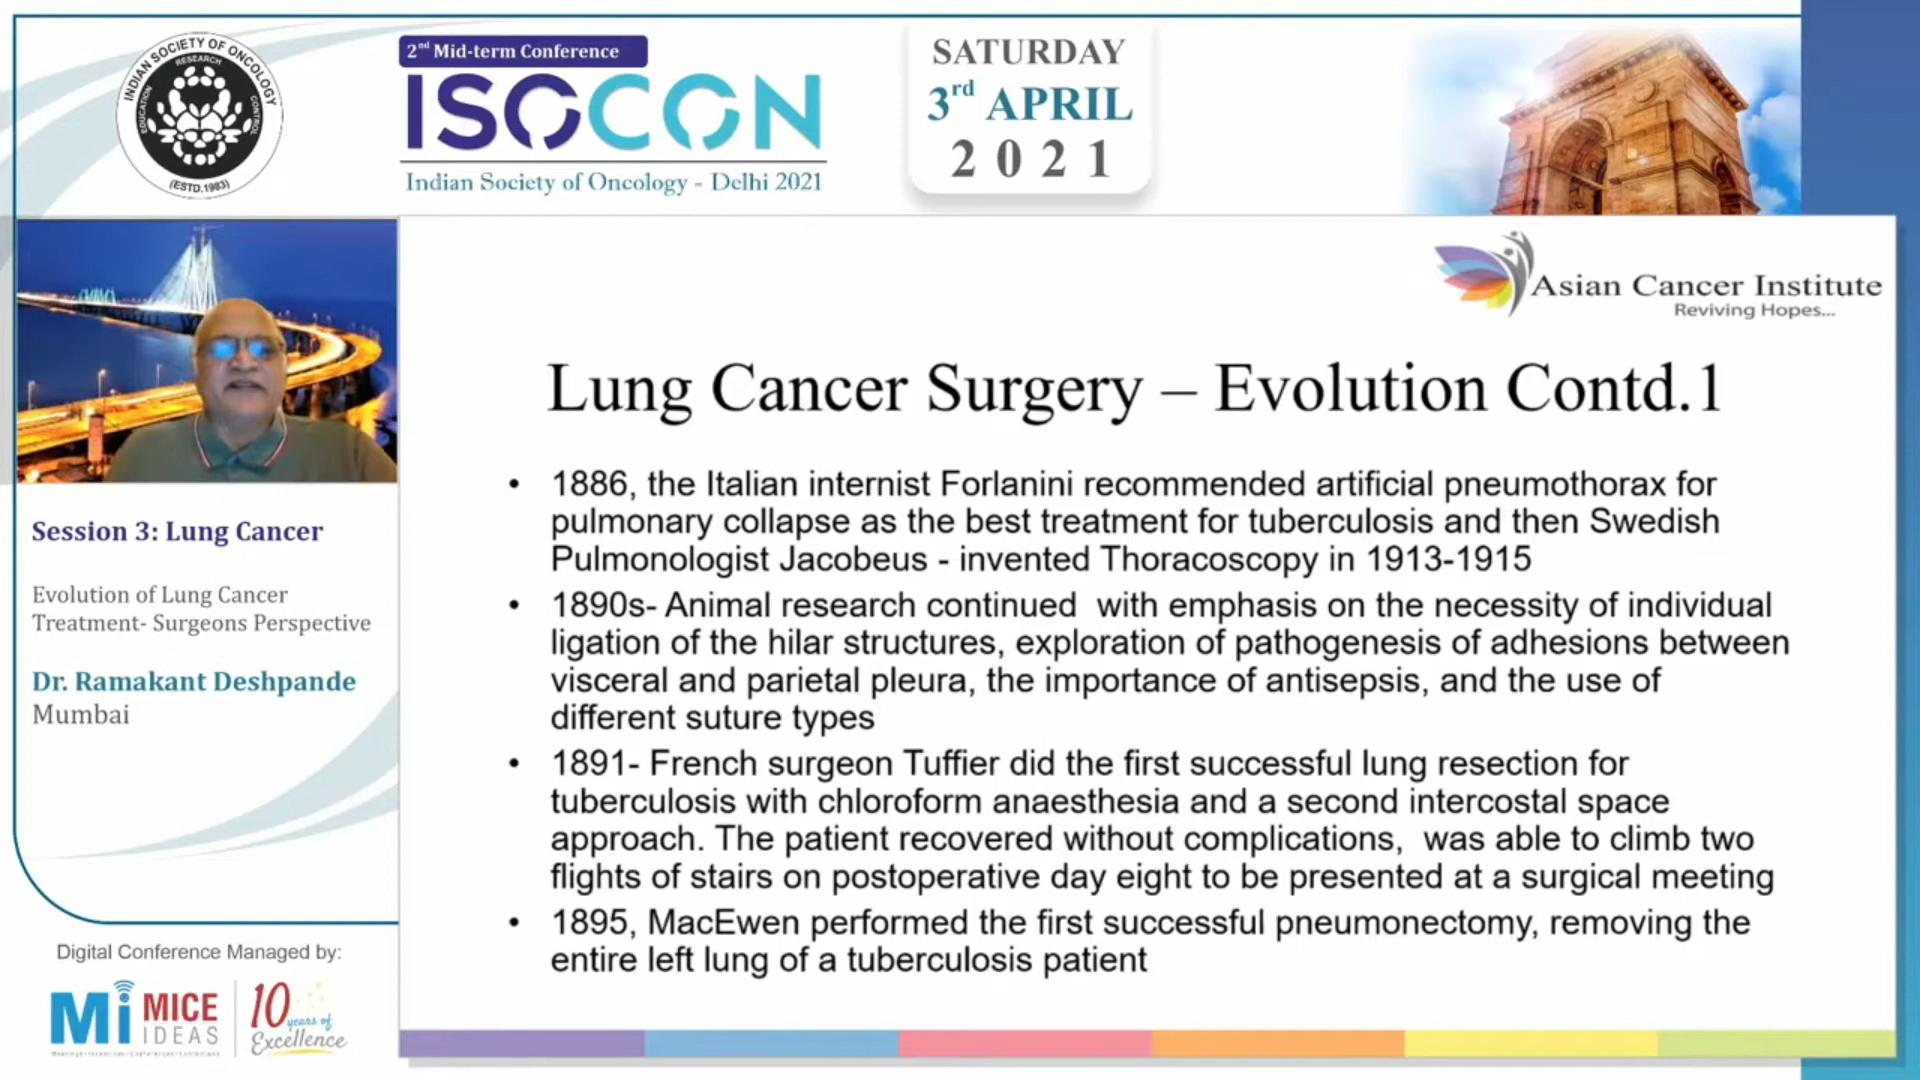 INDIAN SOCIETY OF ONCOLOGY
RESEARCH
EDUCATION
CONTROL
(ESTD.1983)
2nd Mid-term Conference
ISOCON
Indian Society of Oncology - Delhi 2021
SATURDAY
3rd APRIL
2021
Asian Cancer Institute
Reviving Hopes...
Session 3: Lung Cancer
Evolution of Lung Cancer
Treatment- Surgeons Perspective
Dr. Ramakant Deshpande
Mumbai
Digital Conference Managed by:
Mi MICE
IDEAS
10
years of
Excellence
Lung Cancer Surgery – Evolution Contd.1
• 1886, the Italian internist Forlanini recommended artificial pneumothorax for
pulmonary collapse as the best treatment for tuberculosis and then Swedish
Pulmonologist Jacobeus - invented Thoracoscopy in 1913-1915
• 1890s- Animal research continued  with emphasis on the necessity of individual
ligation of the hilar structures, exploration of pathogenesis of adhesions between
visceral and parietal pleura, the importance of antisepsis, and the use of
different suture types
• 1891- French surgeon Tuffier did the first successful lung resection for
tuberculosis with chloroform anaesthesia and a second intercostal space
approach. The patient recovered without complications,  was able to climb two
flights of stairs on postoperative day eight to be presented at a surgical meeting
• 1895, MacEwen performed the first successful pneumonectomy, removing the
entire left lung of a tuberculosis patient